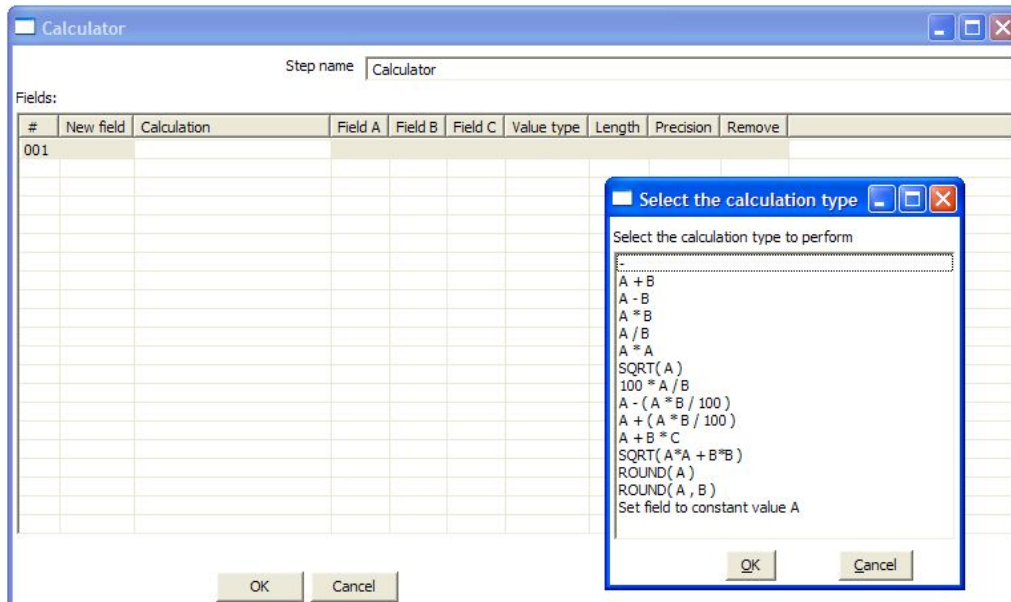 Calculator
Step name Calculator
Fields:
# New field Calculation Field A Field B Field C Value type Length Precision Remove
001
Select the calculation type
Select the calculation type to perform
-
A + B
A - B
A * B
A / B
A * A
SQRT( A )
100 * A / B
A - ( A * B / 100 )
A + ( A * B / 100 )
A + B * C
SQRT( A*A + B*B )
ROUND( A )
ROUND( A , B )
Set field to constant value A
OK Cancel
OK Cancel